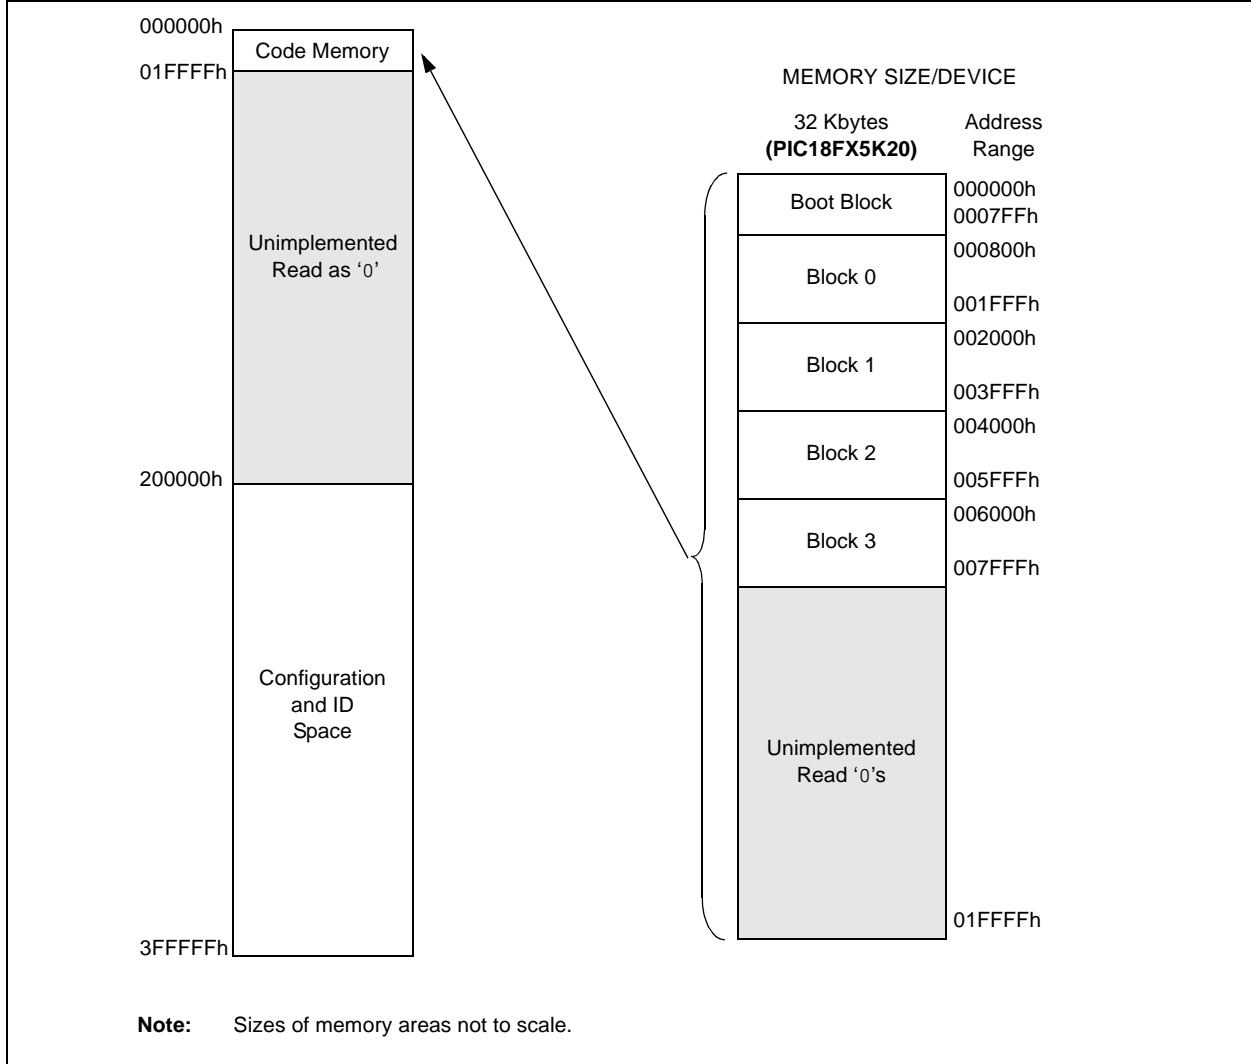 000000h
Code Memory
01FFFFh
Unimplemented
Read as ‘0’
200000h
Configuration
and ID
Space
3FFFFFh
MEMORY SIZE/DEVICE
32 Kbytes
(PIC18FX5K20)
Address
Range
Boot Block
000000h
0007FFh
Block 0
000800h
001FFFh
Block 1
002000h
003FFFh
Block 2
004000h
005FFFh
Block 3
006000h
007FFFh
Unimplemented
Read ‘0’s
01FFFFh
Note: Sizes of memory areas not to scale.